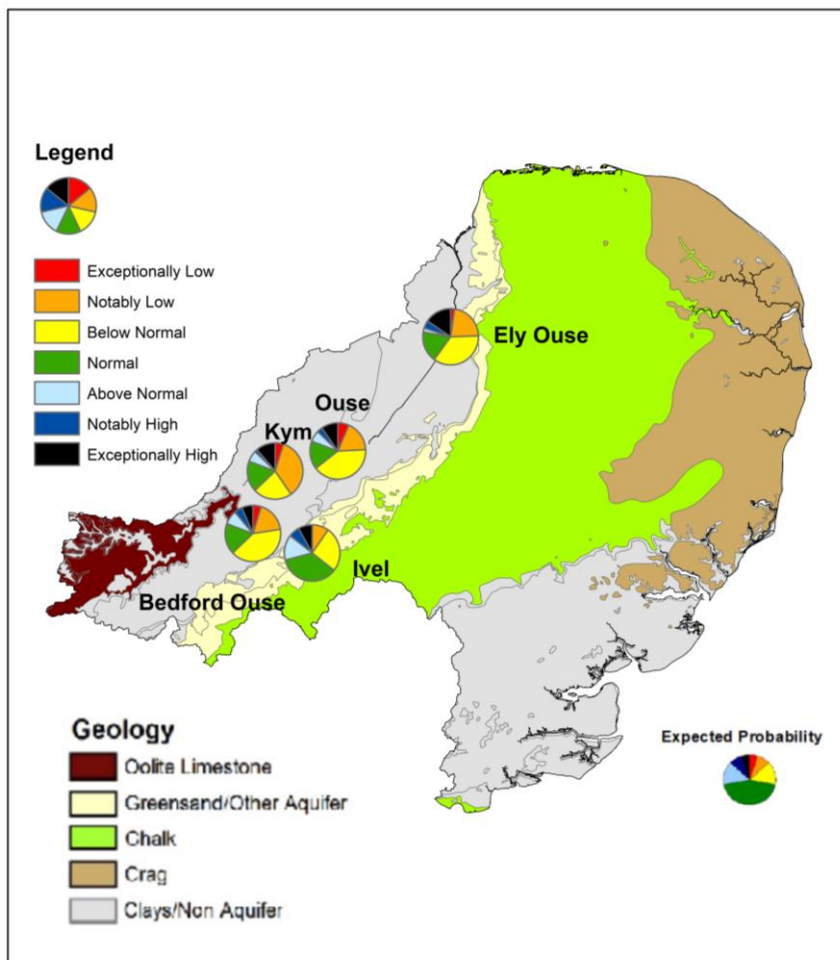 Legend
Exceptionally Low
Notably Low
Below Normal
Normal
Above Normal
Notably High
Exceptionally High
Ely Ouse
Ouse
Kym
Ivel
Bedford Ouse
Geology
Oolite Limestone
Greensand/Other Aquifer
Chalk
Crag
Clays/Non Aquifer
Expected Probability